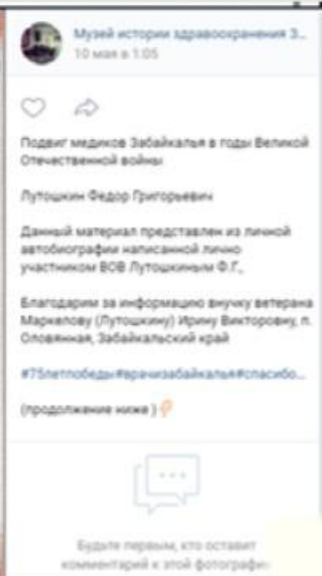 Музей истории здравоохранения З...
10 мая в 1:05
Подвиг медиков Забайкалья в годы Великой
Отечественной войны
Лутошкин Федор Григорьевич
Данный материал представлен из личной
автобиографии написанной лично
участником ВОВ Лутошкиным Ф.Г.,
Благодарим за информацию внучку ветерана
Маркелову (Лутошкину) Ирину Викторовну, п.
Оловянная, Забайкальский край
#75летпобеды#врачизабайкалья#спасибо...
(продолжение ниже)👇
Будьте первым, кто оставит
комментарий к этой фотографии